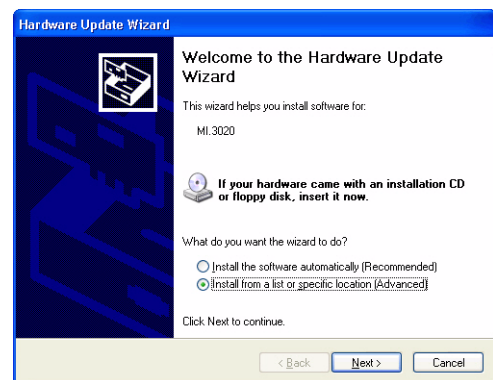 Hardware Update Wizard
Welcome to the Hardware Update
Wizard
This wizard helps you install software for:
MI.3020
If your hardware came with an installation CD
or floppy disk, insert it now.
What do you want the wizard to do?
Install the software automatically (Recommended)
Install from a list or specific location (Advanced)
Click Next to continue.
< Back
Next >
Cancel